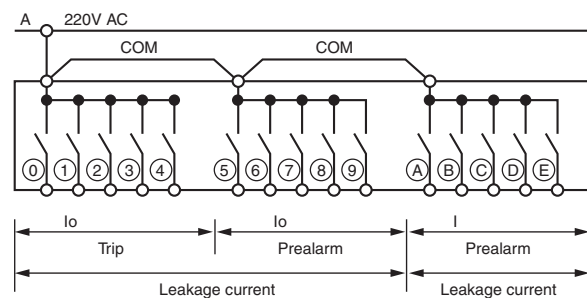 A 220V AC
COM COM
0 1 2 3 4 5 6 7 8 9 A B C D E
Io Io I
Trip Prealarm Prealarm
Leakage current Leakage current